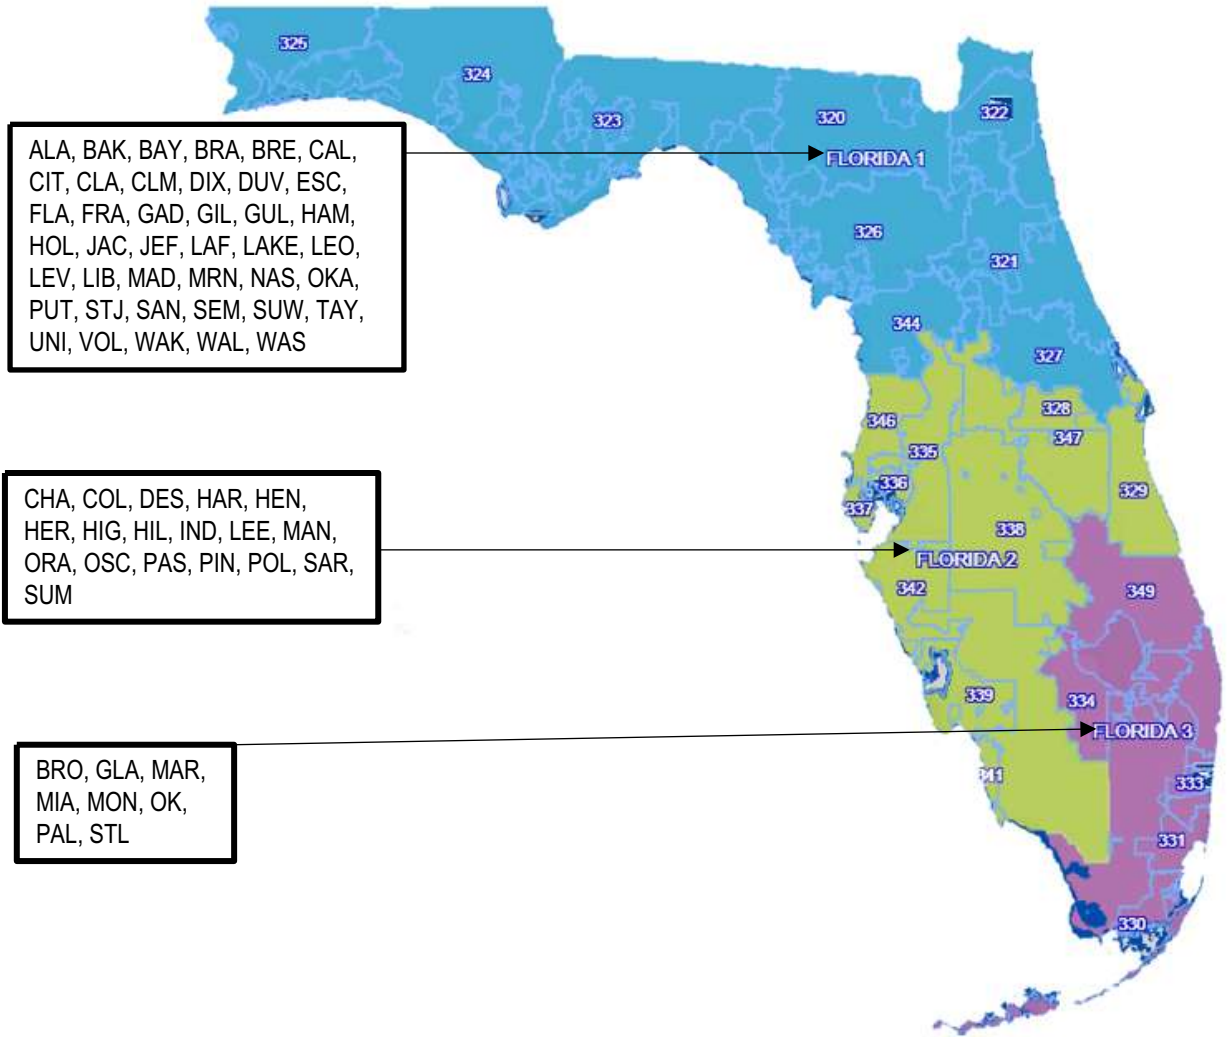 325
324
323
320
322
ALA, BAK, BAY, BRA, BRE, CAL,
CIT, CLA, CLM, DIX, DUV, ESC,
FLA, FRA, GAD, GIL, GUL, HAM,
HOL, JAC, JEF, LAF, LAKE, LEO,
LEV, LIB, MAD, MRN, NAS, OKA,
PUT, STJ, SAN, SEM, SUW, TAY,
UNI, VOL, WAK, WAL, WAS
FLORIDA 1
326
321
344
327
346
328
347
335
336
329
337
338
CHA, COL, DES, HAR, HEN,
HER, HIG, HIL, IND, LEE, MAN,
ORA, OSC, PAS, PIN, POL, SAR,
SUM
FLORIDA 2
342
349
339
334
BRO, GLA, MAR,
MIA, MON, OK,
PAL, STL
FLORIDA 3
341
333
331
330